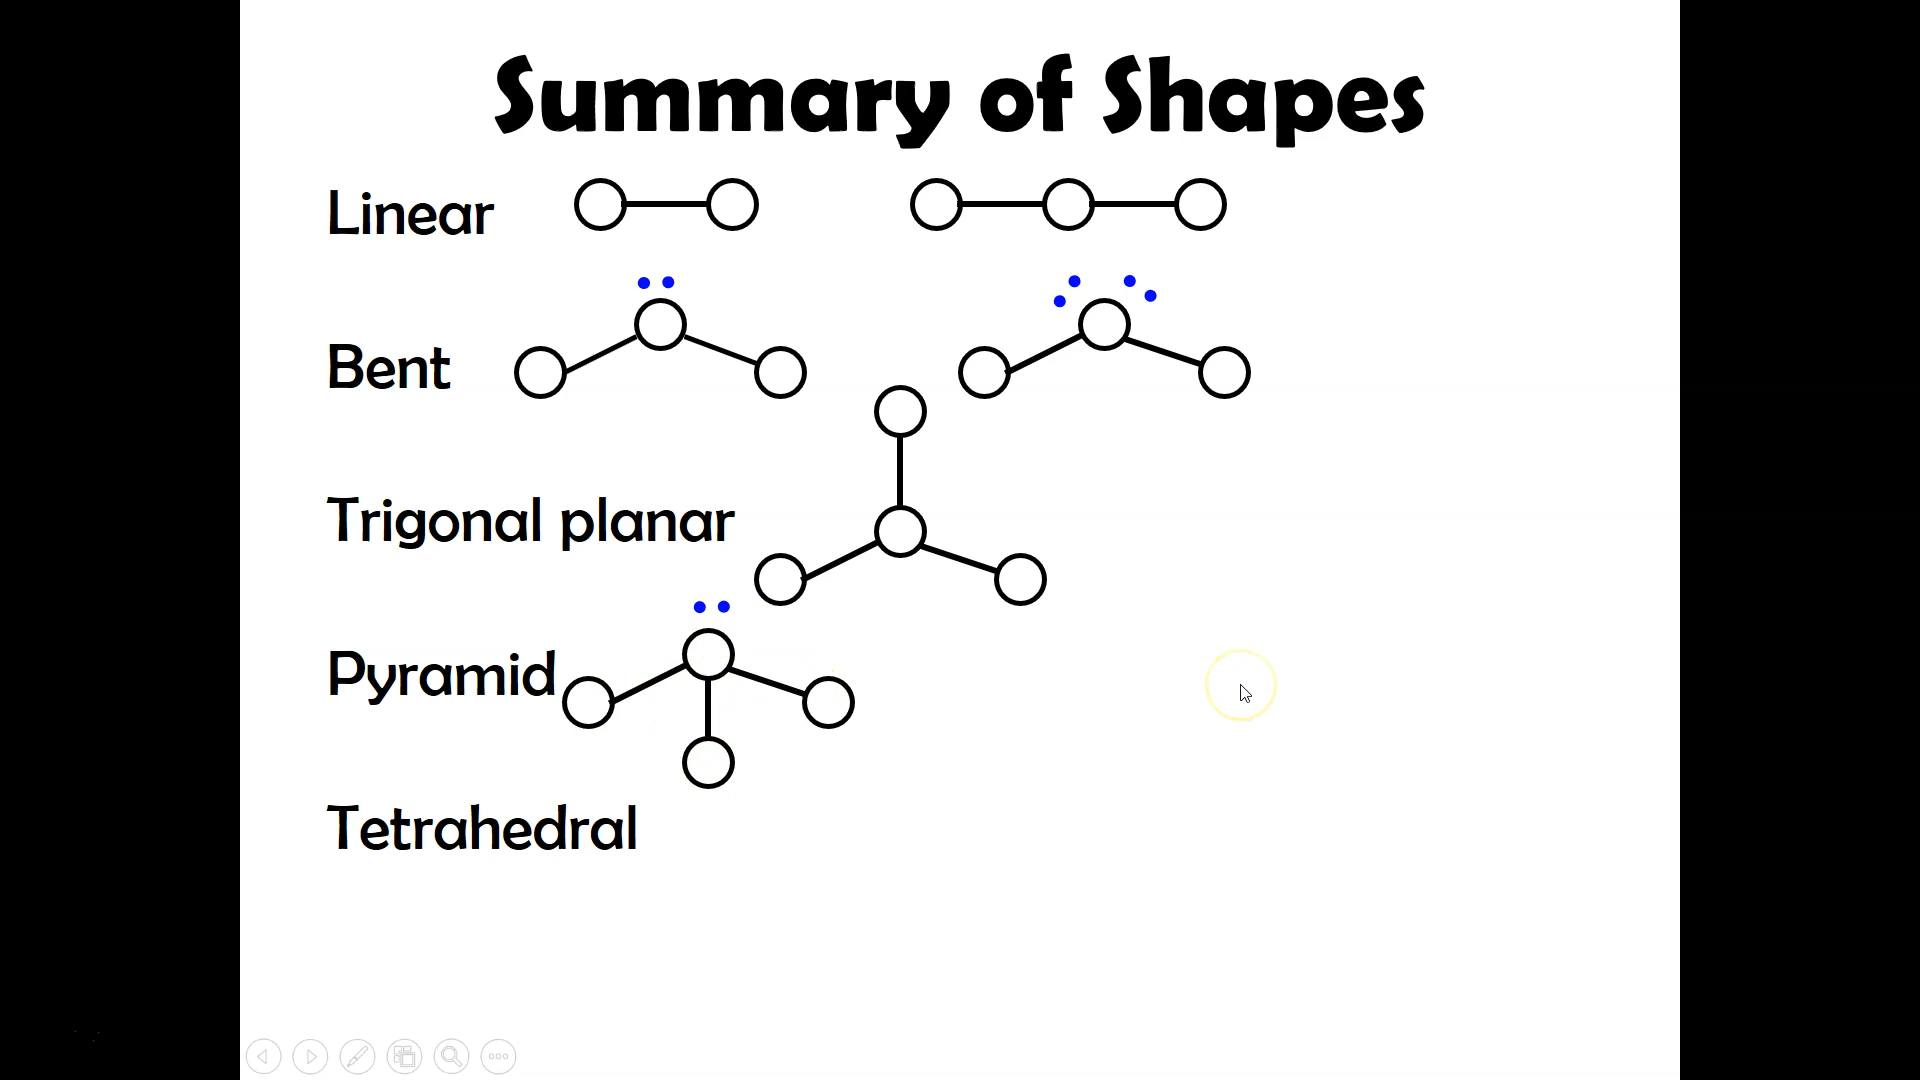 Summary of Shapes
Linear
Bent
Trigonal planar
Pyramid
Tetrahedral